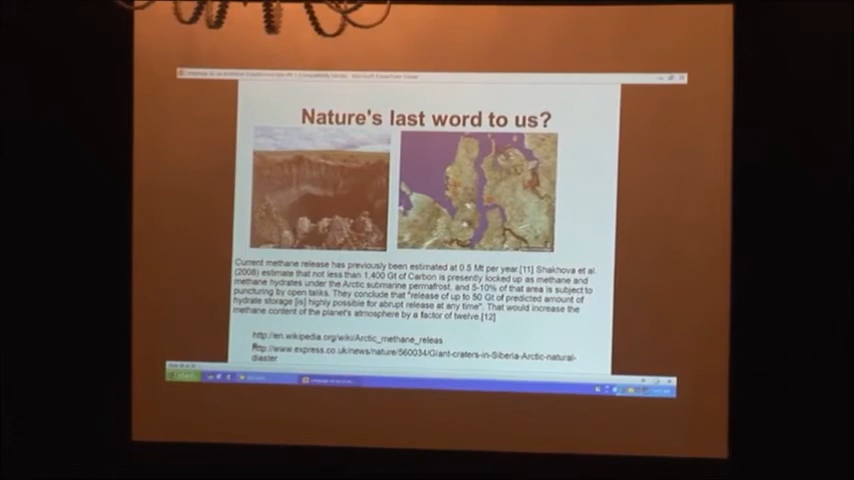 Nature's last word to us?
Current methane release has previously been estimated at 0.5 Mt per year.[11] Shakhova et al.
(2008) estimate that not less than 1,400 Gt of Carbon is presently locked up as methane and
methane hydrates under the Arctic submarine permafrost, and 5-10% of that area is subject to
puncturing by open taliks. They conclude that "release of up to 50 Gt of predicted amount of
hydrate storage [is] highly possible for abrupt release at any time". That would increase the
methane content of the planet's atmosphere by a factor of twelve.[12]
http://en.wikipedia.org/wiki/Arctic_methane_releas
e
http://www.express.co.uk/news/nature/560034/Giant-craters-in-Siberia-Arctic-natural-
diaster